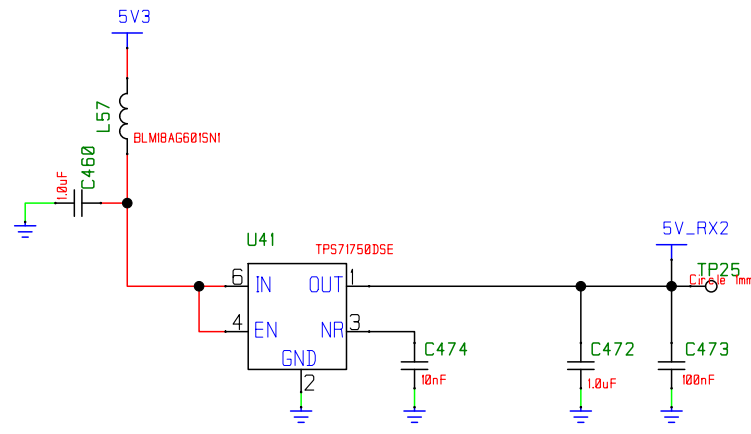 5V3
L57
BLM18AG601SN1
C460
1.0uF
U41
TPS71750DSE
5V_RX2
TP25
Circle 1mm
6
IN
OUT
1
4
EN
NR
3
GND
2
C474
10nF
C472
1.0uF
C473
100nF